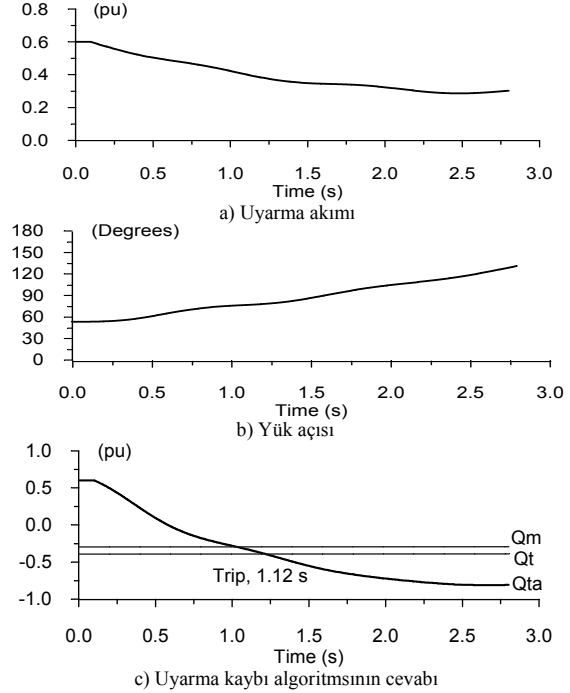 (pu)
0.8
0.6
0.4
0.2
0.0
0.0 0.5 1.0 1.5 2.0 2.5 3.0
Time (s)
a) Uyarma akımı
(Degrees)
180
150
120
90
60
30
0
0.0 0.5 1.0 1.5 2.0 2.5 3.0
Time (s)
b) Yük açısı
(pu)
1.0
0.5
0.0
-0.5
-1.0
Qm
Qt
Trip, 1.12 s
Qta
0.0 0.5 1.0 1.5 2.0 2.5 3.0
Time (s)
c) Uyarma kaybı algoritmsının cevabı